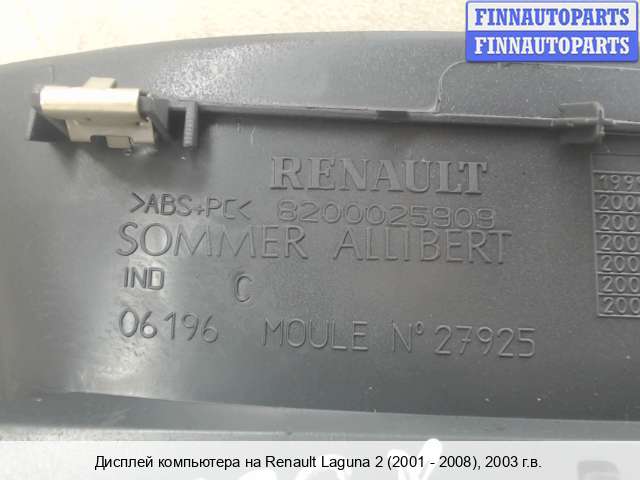 FINNAUTOPARTS
FINNAUTOPARTS
RENAULT
>ABS+PC< 8200025909
SOMMER ALLIBERT
IND C
06196 MOULE N° 27925
Дисплей компьютера на Renault Laguna 2 (2001 - 2008), 2003 г.в.